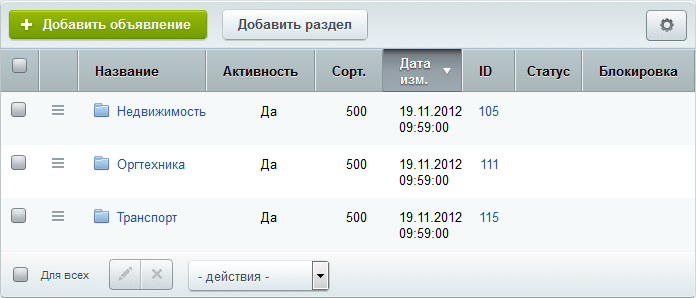 + Добавить объявление Добавить раздел
Название Активность Сорт. Дата изм. ID Статус Блокировка
Недвижимость Да 500 19.11.2012 09:59:00 105
Оргтехника Да 500 19.11.2012 09:59:00 111
Транспорт Да 500 19.11.2012 09:59:00 115
Для всех - действия -